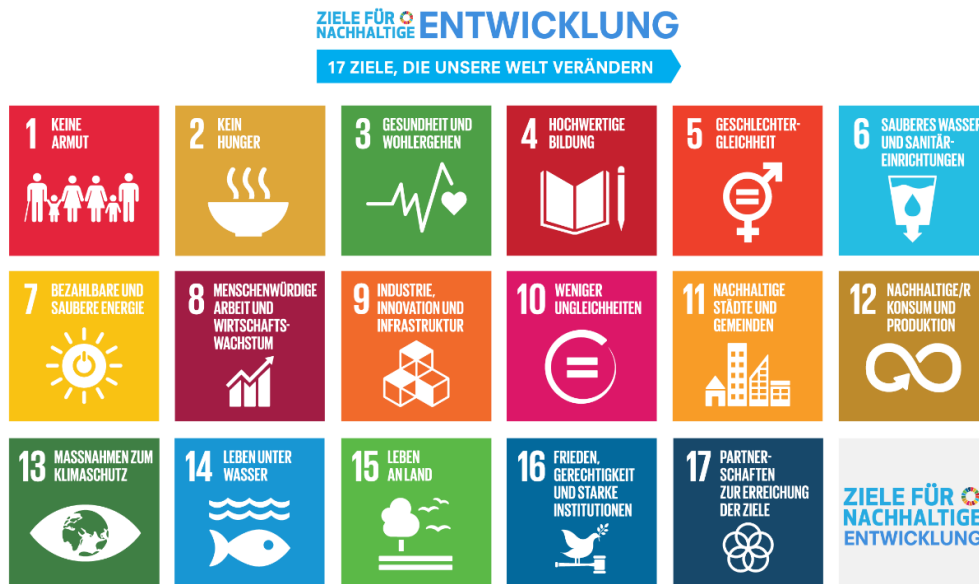 ZIELE FÜR
NACHHALTIGE ENTWICKLUNG
17 ZIELE, DIE UNSERE WELT VERÄNDERN
1 KEINE
ARMUT
2 KEIN
HUNGER
3 GESUNDHEIT UND
WOHLERGEHEN
4 HOCHWERTIGE
BILDUNG
5 GESCHLECHTER-
GLEICHHEIT
6 SAUBERES WASSER
UND SANITÄR-
EINRICHTUNGEN
7 BEZAHLBARE UND
SAUBERE ENERGIE
8 MENSCHENWÜRDIGE
ARBEIT UND
WIRTSCHAFTS-
WACHSTUM
9 INDUSTRIE,
INNOVATION UND
INFRASTRUKTUR
10 WENIGER
UNGLEICHHEITEN
11 NACHHALTIGE
STÄDTE UND
GEMEINDEN
12 NACHHALTIGE/R
KONSUM UND
PRODUKTION
13 MASSNAHMEN ZUM
KLIMASCHUTZ
14 LEBEN UNTER
WASSER
15 LEBEN
AN LAND
16 FRIEDEN,
GERECHTIGKEIT
UND STARKE
INSTITUTIONEN
17 PARTNER-
SCHAFTEN
ZUR ERREICHUNG
DER ZIELE
ZIELE FÜR
NACHHALTIGE
ENTWICKLUNG